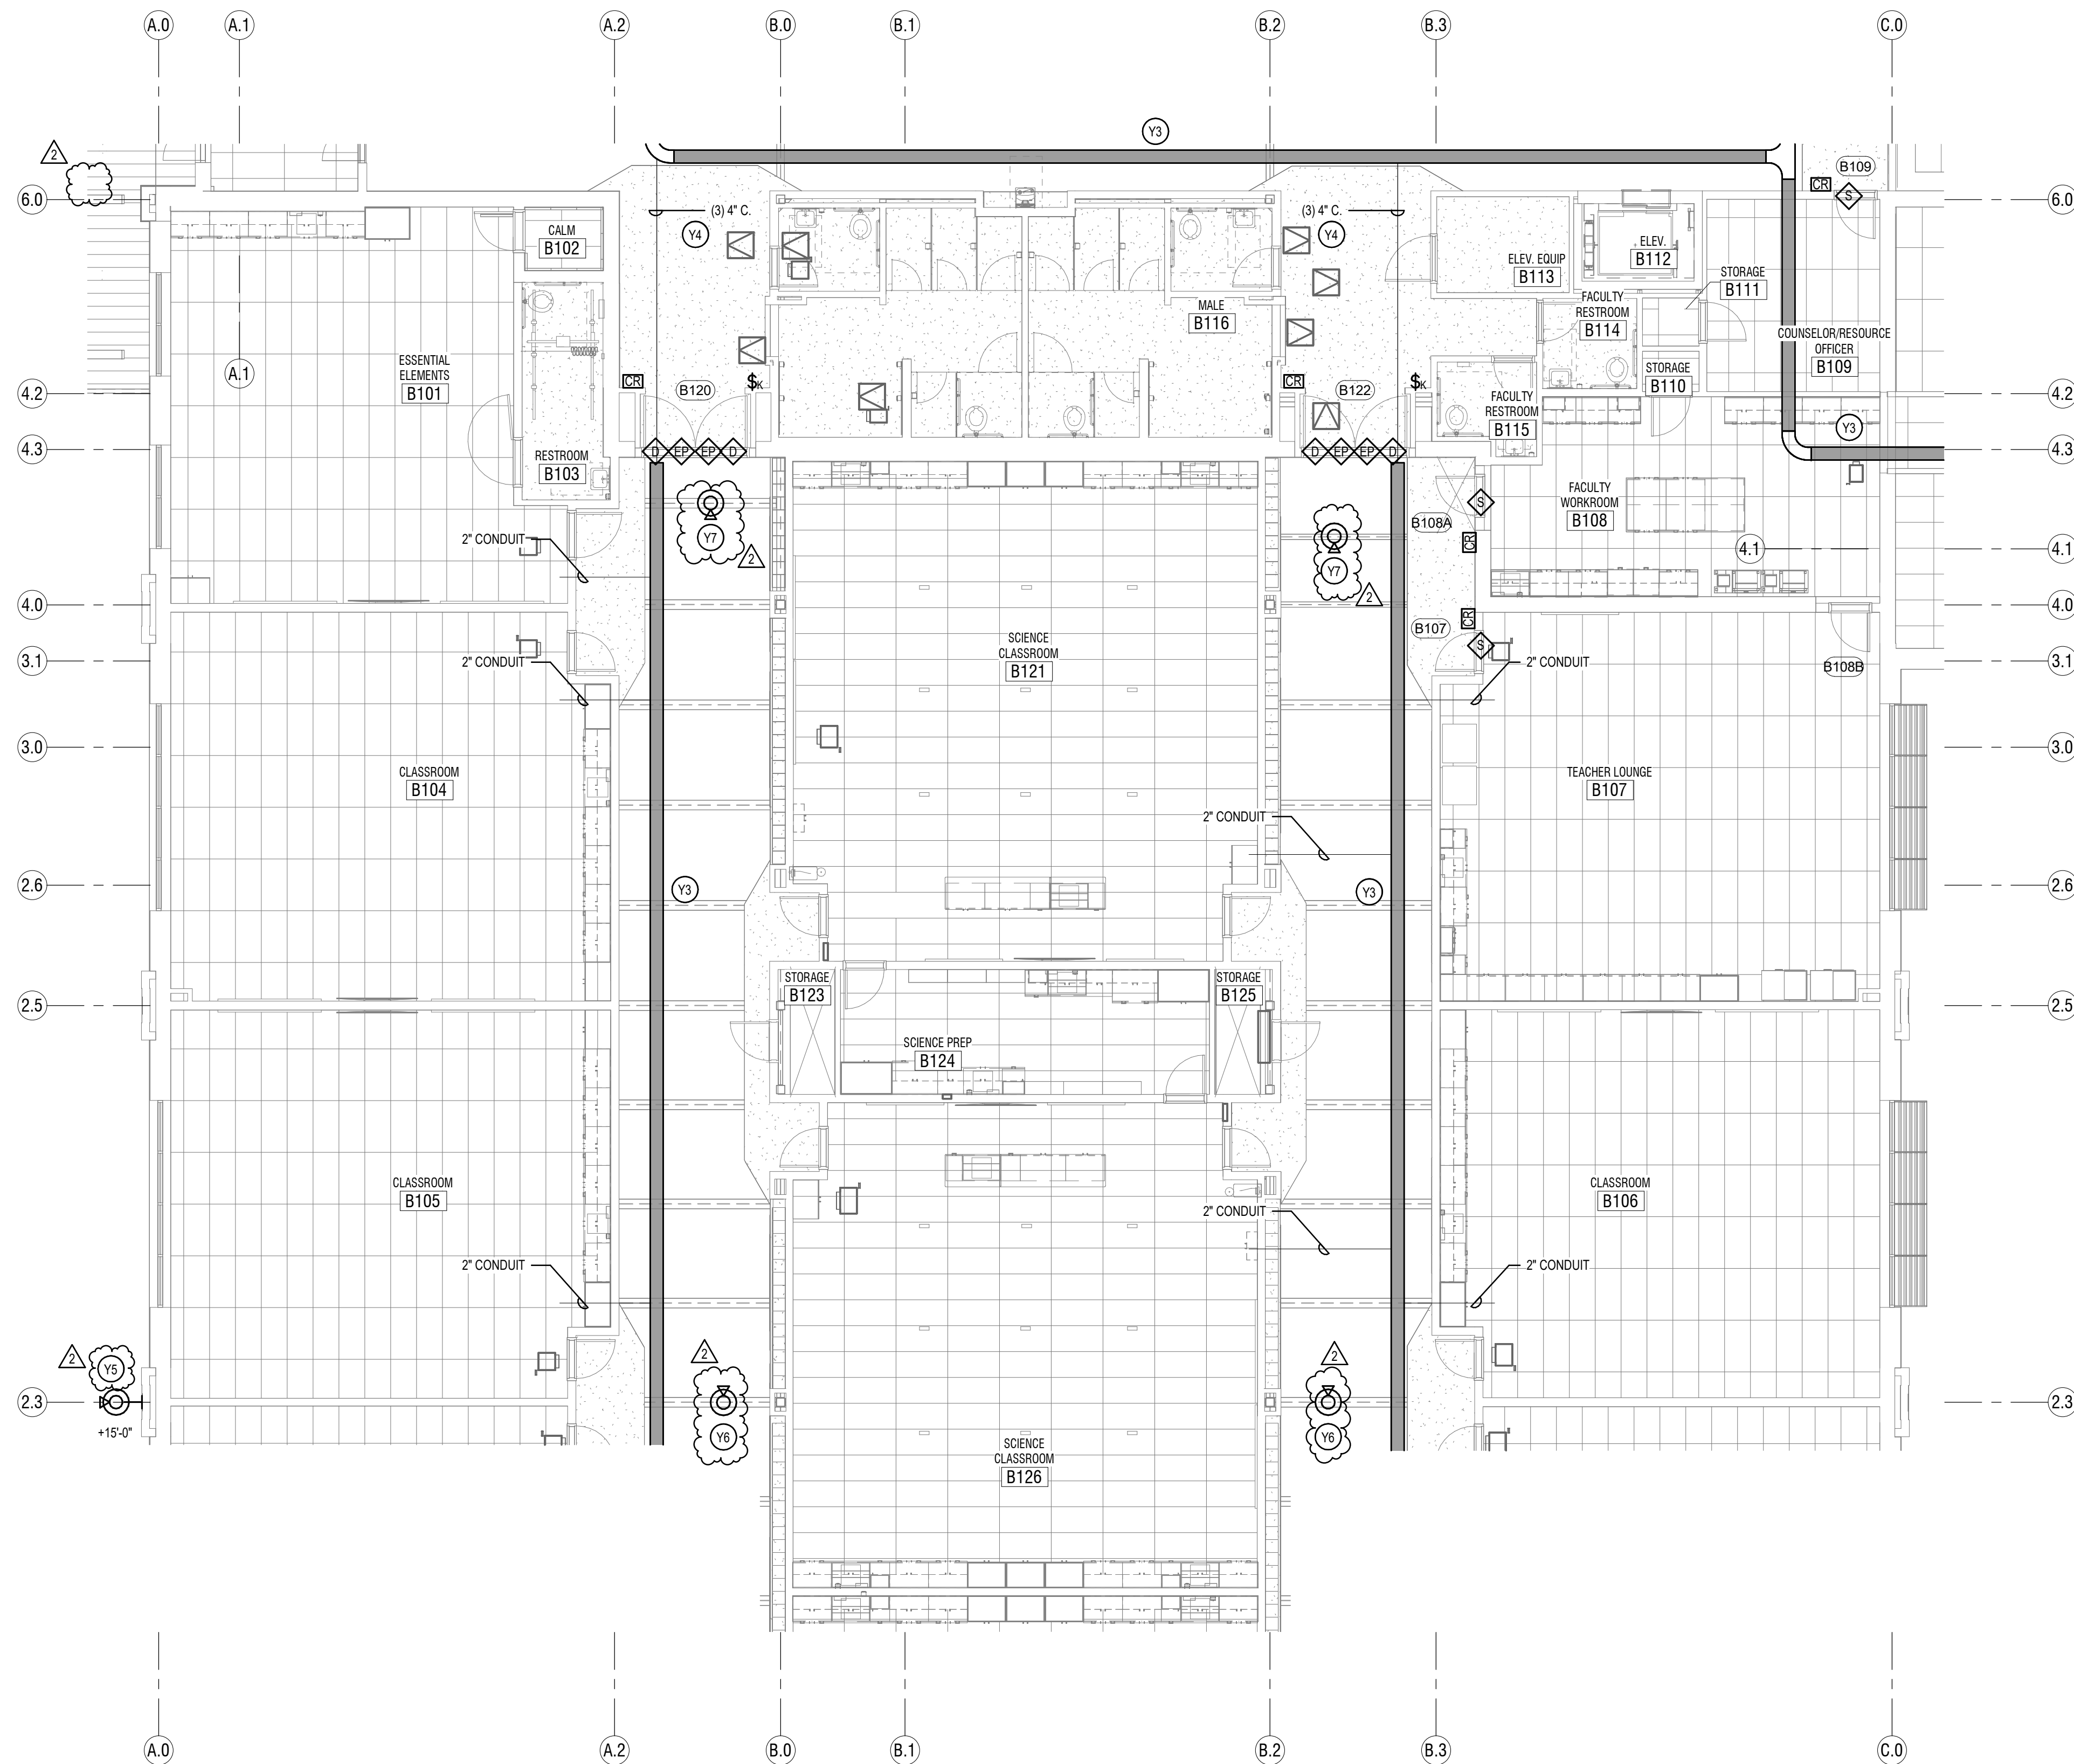 A.0
A.1
A.2
B.0
B.1
B.2
B.3
C.0
Y3
2
B109
CR
S
6.0
6.0
(3) 4" C.
(3) 4" C.
Y4
Y4
CALM
B102
ELEV.
B112
ELEV. EQUIP
B113
STORAGE
B111
MALE
B116
FACULTY
RESTROOM
B114
COUNSELOR/RESOURCE
OFFICER
B109
ESSENTIAL
ELEMENTS
B101
A.1
STORAGE
B110
CR
B120
$K
CR
B122
$K
4.2
4.2
FACULTY
RESTROOM
B115
Y3
4.3
4.3
D
EP
EP
D
D
EP
EP
D
RESTROOM
B103
FACULTY
WORKROOM
B108
S
B108A
2" CONDUIT
Y7
2
Y7
2
CR
4.1
4.1
4.0
4.0
CR
B107
S
SCIENCE
CLASSROOM
B121
2" CONDUIT
2" CONDUIT
B108B
3.1
3.1
3.0
3.0
CLASSROOM
B104
TEACHER LOUNGE
B107
2" CONDUIT
2.6
2.6
Y3
Y3
STORAGE
B123
STORAGE
B125
2.5
2.5
SCIENCE PREP
B124
CLASSROOM
B105
CLASSROOM
B106
2" CONDUIT
2" CONDUIT
2" CONDUIT
2
Y5
2
2
2.3
2.3
+15'-0"
Y6
Y6
SCIENCE
CLASSROOM
B126
A.0
A.2
B.0
B.1
B.2
B.3
C.0